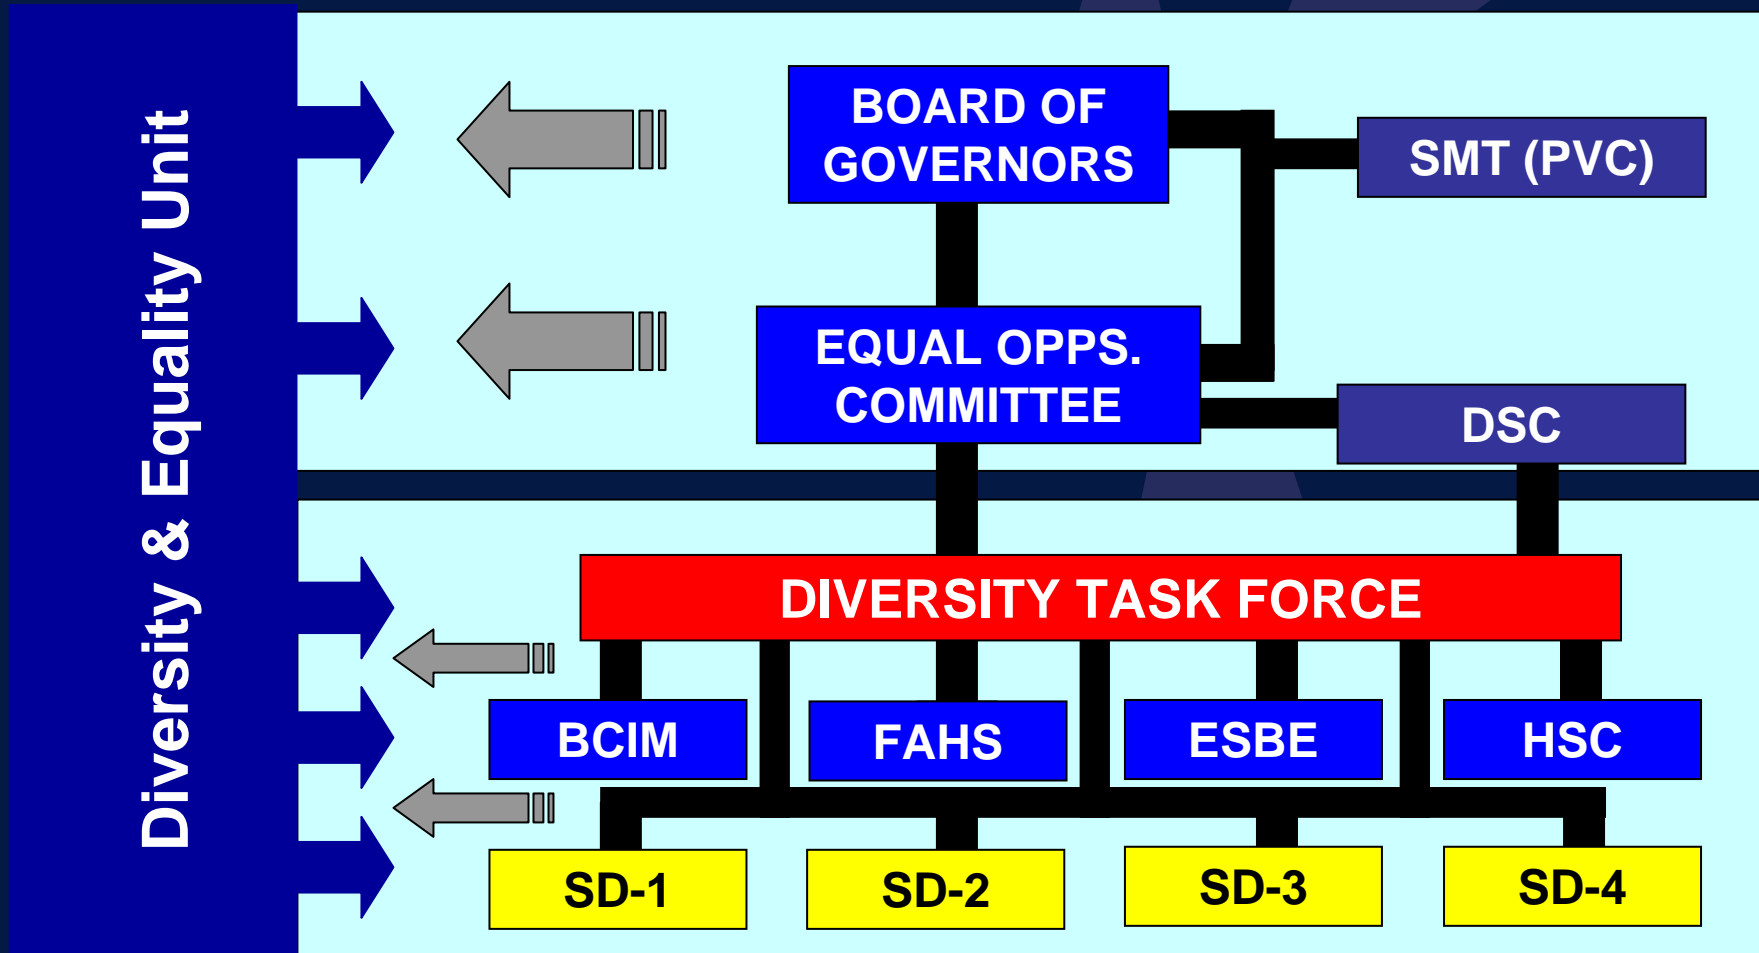 Diversity & Equality Unit
BOARD OF
GOVERNORS
SMT (PVC)
EQUAL OPPS.
COMMITTEE
DSC
DIVERSITY TASK FORCE
BCIM
FAHS
ESBE
HSC
SD-1
SD-2
SD-3
SD-4